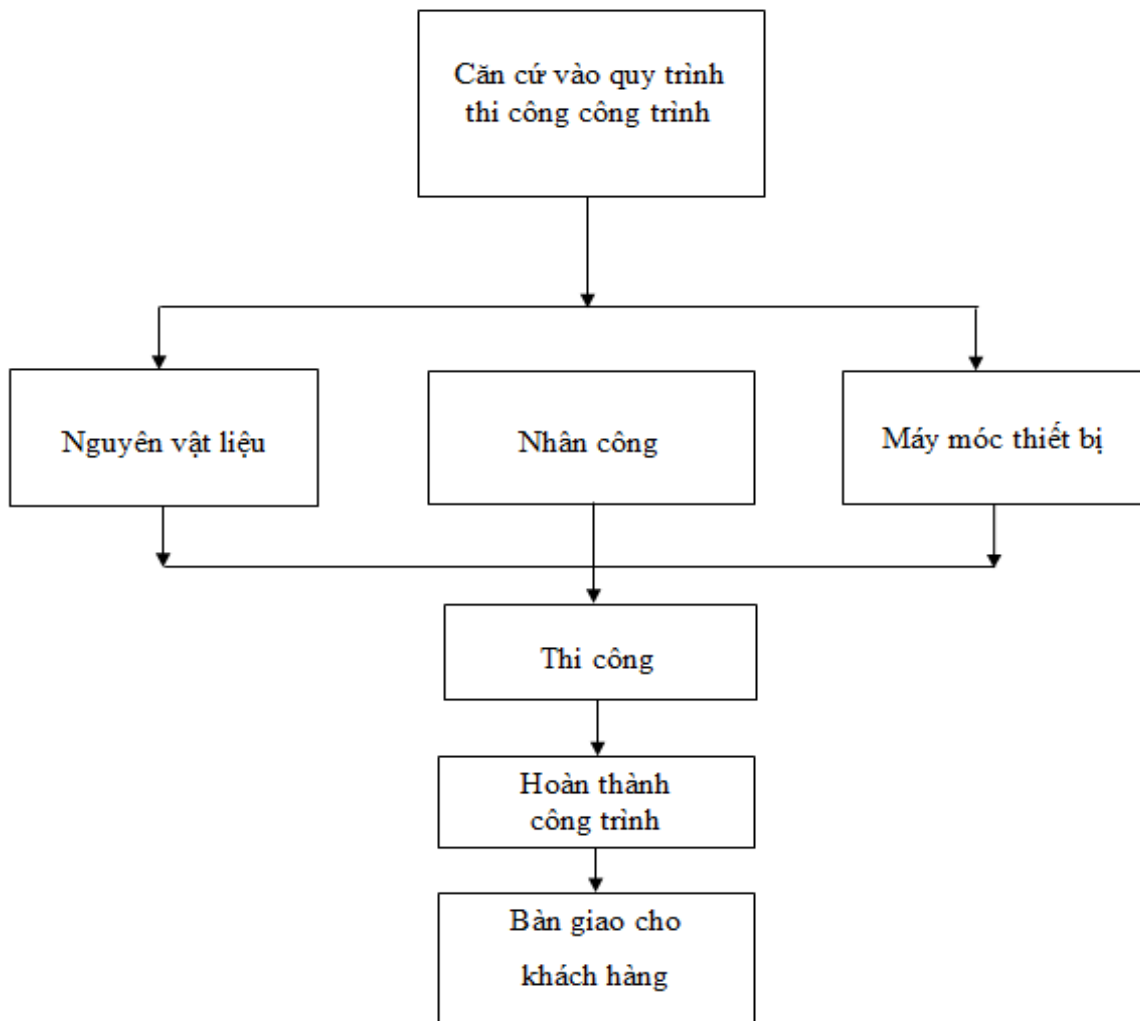 Căn cứ vào quy trình
thi công công trình
Nguyên vật liệu
Nhân công
Máy móc thiết bị
Thi công
Hoàn thành
công trình
Bàn giao cho
khách hàng